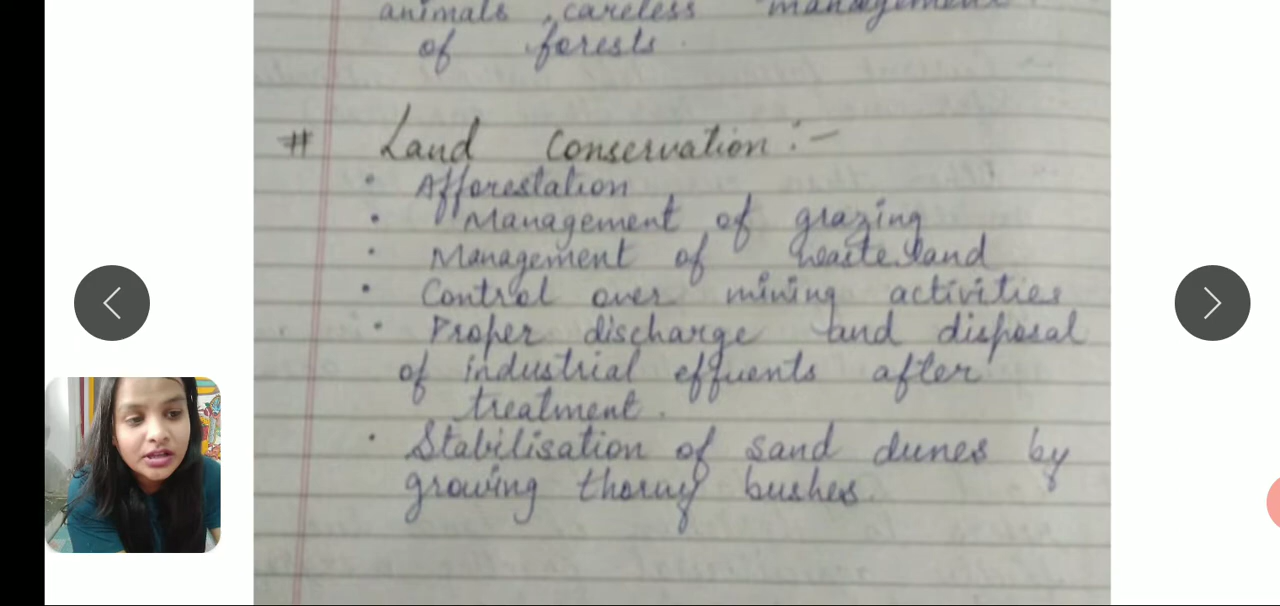 animals, careless management
of forests.
# Land Conservation :-
• Afforestation
• Management of grazing
• Management of waste land
• Control over mining activities
• Proper discharge and disposal
of industrial effuents after
treatment.
• Stabilisation of sand dunes by
growing thorny bushes.